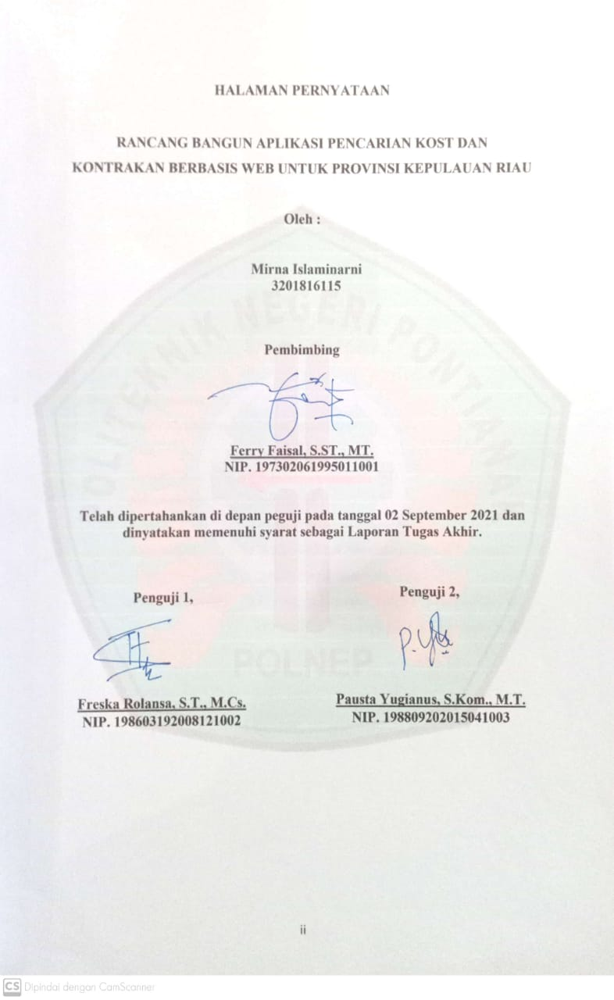 HALAMAN PERNYATAAN
RANCANG BANGUN APLIKASI PENCARIAN KOST DAN
KONTRAKAN BERBASIS WEB UNTUK PROVINSI KEPULAUAN RIAU
Oleh :
Mirna Islaminarni
3201816115
POLITEKNIK NEGERI PONTIANAK
Pembimbing
Ferry Faisal, S.ST., MT.
NIP. 197302061995011001
Telah dipertahankan di depan peguji pada tanggal 02 September 2021 dan
dinyatakan memenuhi syarat sebagai Laporan Tugas Akhir.
Penguji 1,
Penguji 2,
POLNEP
Freska Rolansa, S.T., M.Cs.
NIP. 198603192008121002
Pausta Yugianus, S.Kom., M.T.
NIP. 198809202015041003
ii
CS Dipindai dengan CamScanner